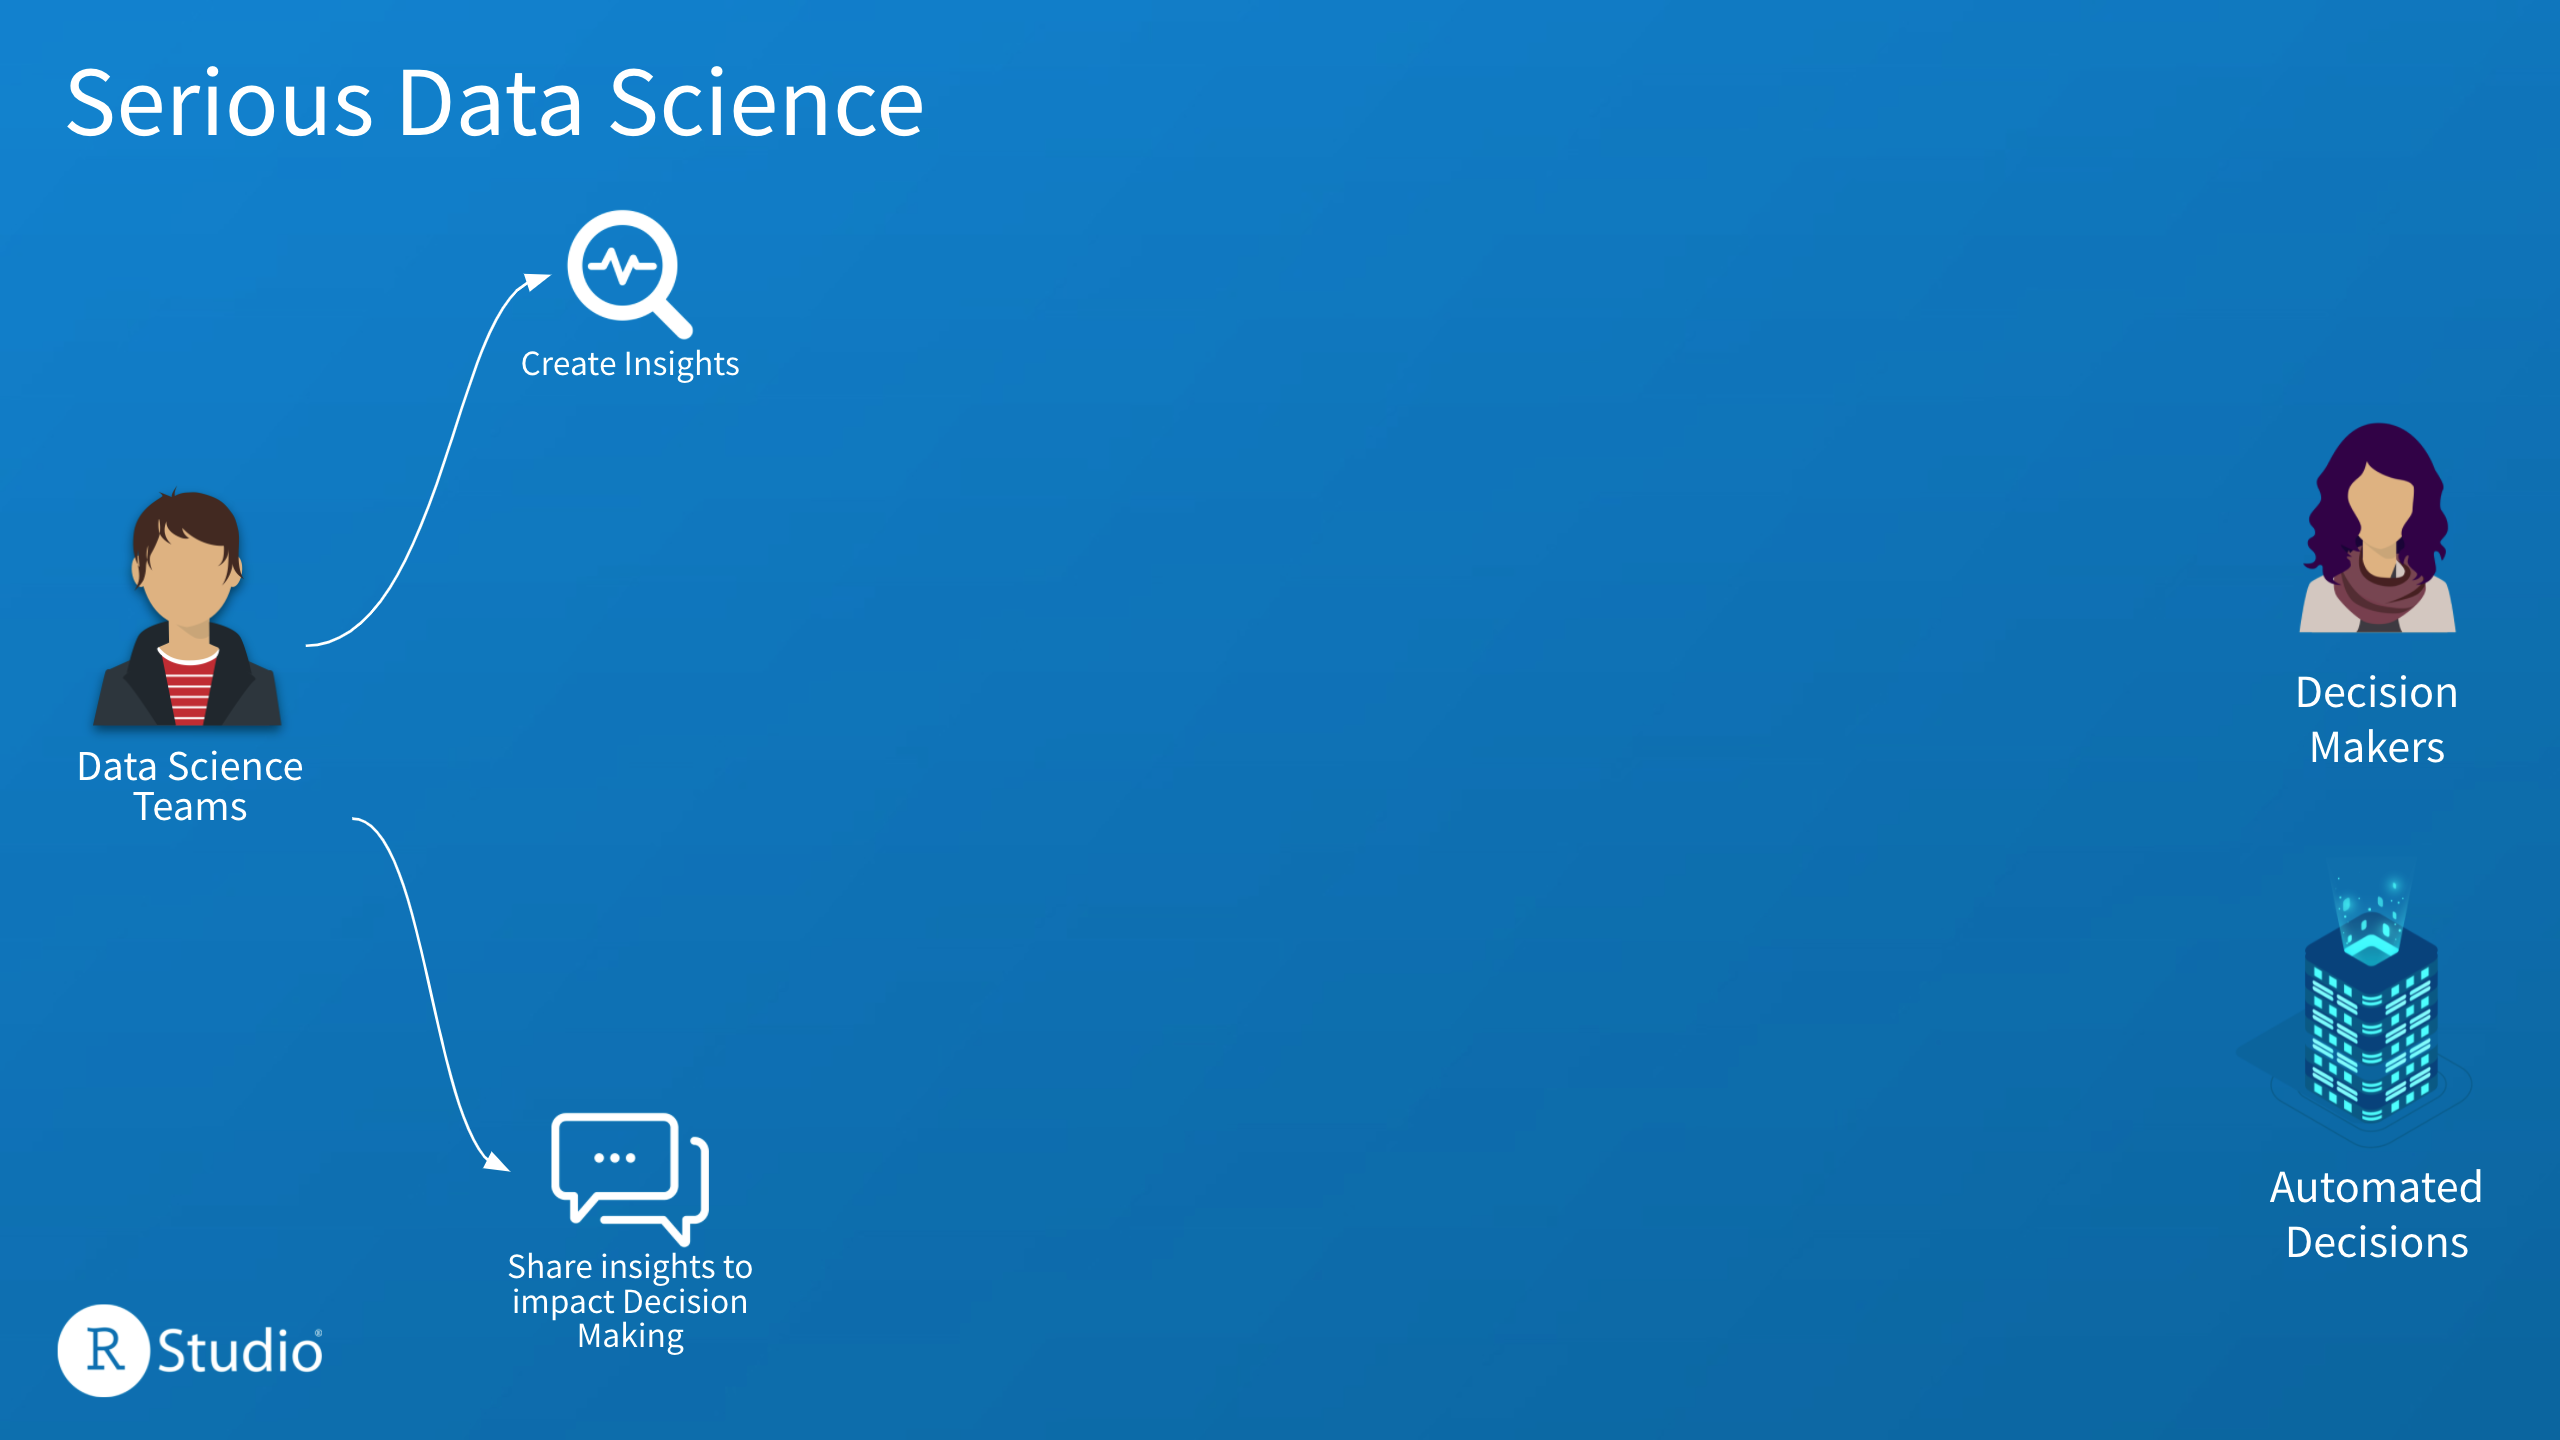 Serious Data Science
Create Insights
Data Science
Teams
Decision
Makers
Automated
Decisions
Share insights to
impact Decision
Making
R Studio®